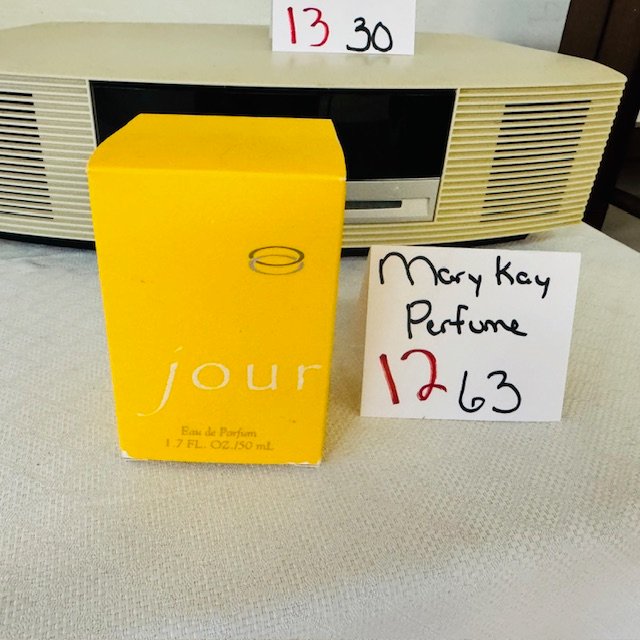 13 30
jour
Eau de Parfum
1.7 FL. OZ./50 mL
Mary Kay
Perfume
12 63